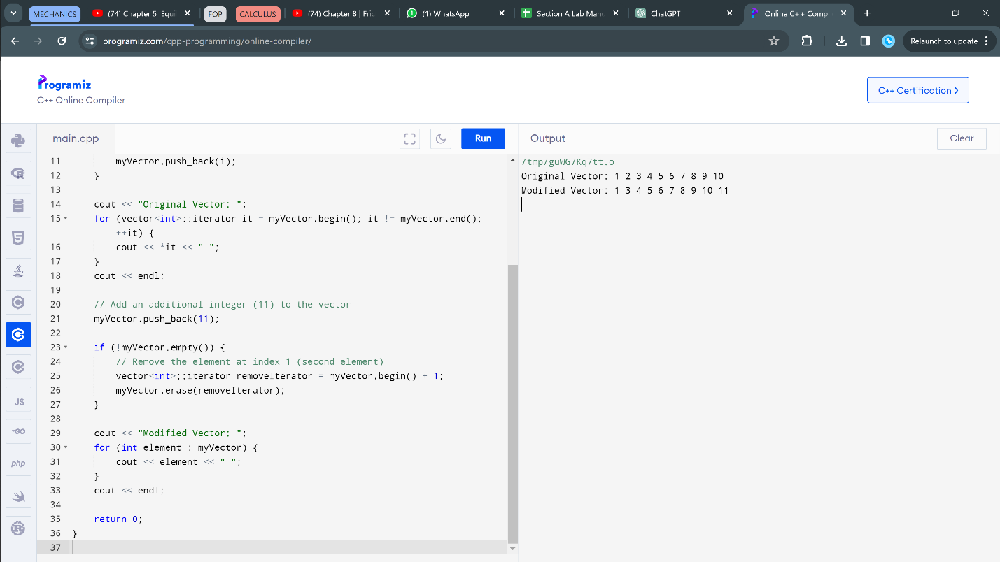 MECHANICS
(74) Chapter 5 |Equi
FOP
CALCULUS
(74) Chapter 8 | Fric
(1) WhatsApp
Section A Lab Manu
ChatGPT
Online C++ Compil
programiz.com/cpp-programming/online-compiler/
Relaunch to update
Programiz
C++ Online Compiler
C++ Certification
main.cpp
Run
11 myVector.push_back(i);
12 }
13
14 cout << "Original Vector: ";
15 for (vector<int>::iterator it = myVector.begin(); it != myVector.end();
++it) {
16 cout << *it << " ";
17 }
18 cout << endl;
19
20 // Add an additional integer (11) to the vector
21 myVector.push_back(11);
22
23 if (!myVector.empty()) {
24 // Remove the element at index 1 (second element)
25 vector<int>::iterator removeIterator = myVector.begin() + 1;
26 myVector.erase(removeIterator);
27 }
28
29 cout << "Modified Vector: ";
30 for (int element : myVector) {
31 cout << element << " ";
32 }
33 cout << endl;
34
35 return 0;
36 }
37
Output
Clear
/tmp/guWG7Kq7tt.o
Original Vector: 1 2 3 4 5 6 7 8 9 10
Modified Vector: 1 3 4 5 6 7 8 9 10 11
JS
GO
php